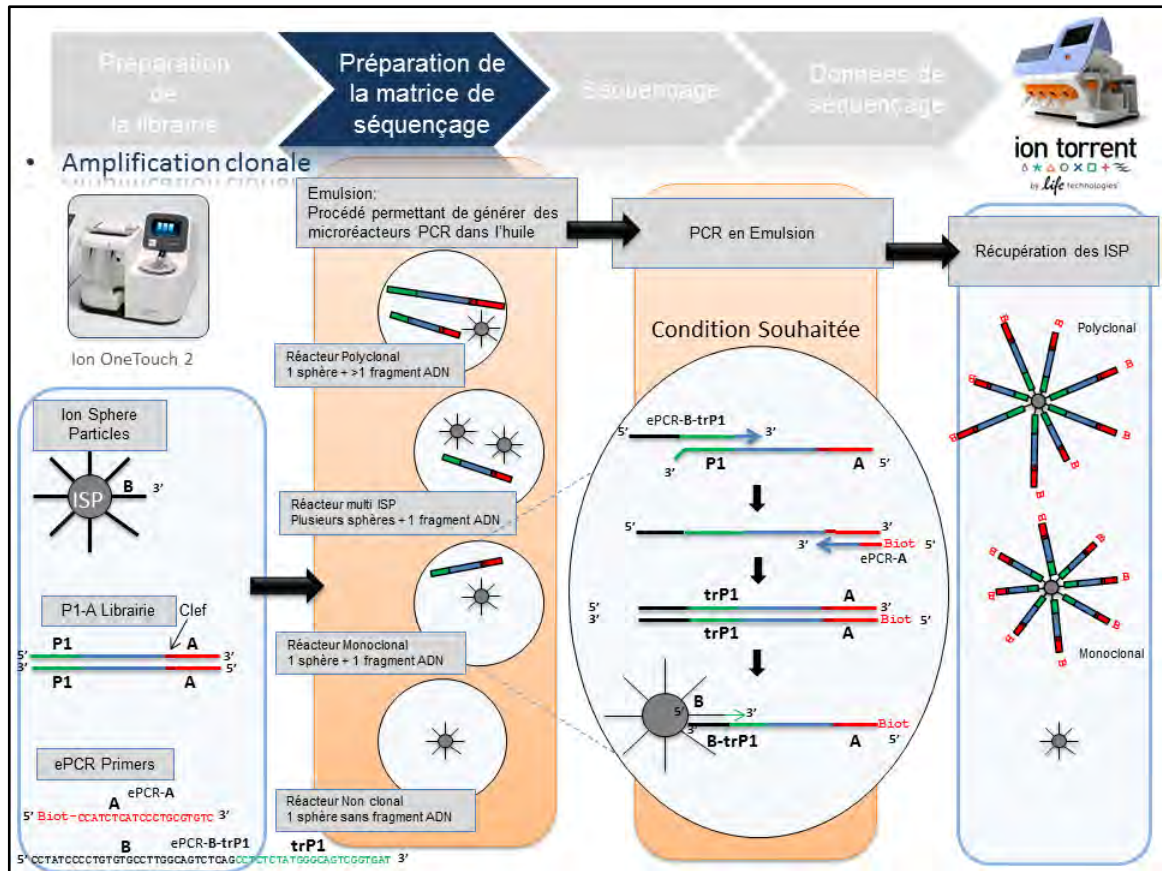 Préparation
de
la librairie
Préparation de
la matrice de
séquençage
Séquençage
Données de
séquençage
ion torrent
by life technologies
• Amplification clonale
Ion OneTouch 2
Emulsion:
Procédé permettant de générer des
microréacteurs PCR dans l'huile
PCR en Emulsion
Récupération des ISP
Réacteur Polyclonal
1 sphère + >1 fragment ADN
Réacteur multi ISP
Plusieurs sphères + 1 fragment ADN
Réacteur Monoclonal
1 sphère + 1 fragment ADN
Réacteur Non clonal
1 sphère sans fragment ADN
Ion Sphere
Particles
ISP
B 3'
P1-A Librairie
Clef
P1 A
5' 3'
3' 5'
P1 A
ePCR Primers
A ePCR-A
5' Biot-CCATCTCATCCCTGCGTGTC 3'
B ePCR-B-trP1 trP1
5' CCTATCCCCTGTGTGCCTTGGCAGTCTCAGCCTCTCTATGGGCAGTCGGTGAT 3'
Condition Souhaitée
ePCR-B-trP1
5' 3'
3' P1 A 5'
5' 3'
3' Biot 5'
ePCR-A
trP1 A
5' 3'
3' Biot 5'
trP1 A
B
5' 3'
3' Biot
B-trP1 A 5'
Polyclonal
B
B
B
B
B
B
B
B
Monoclonal
B
B
B
B
B
B
B
B